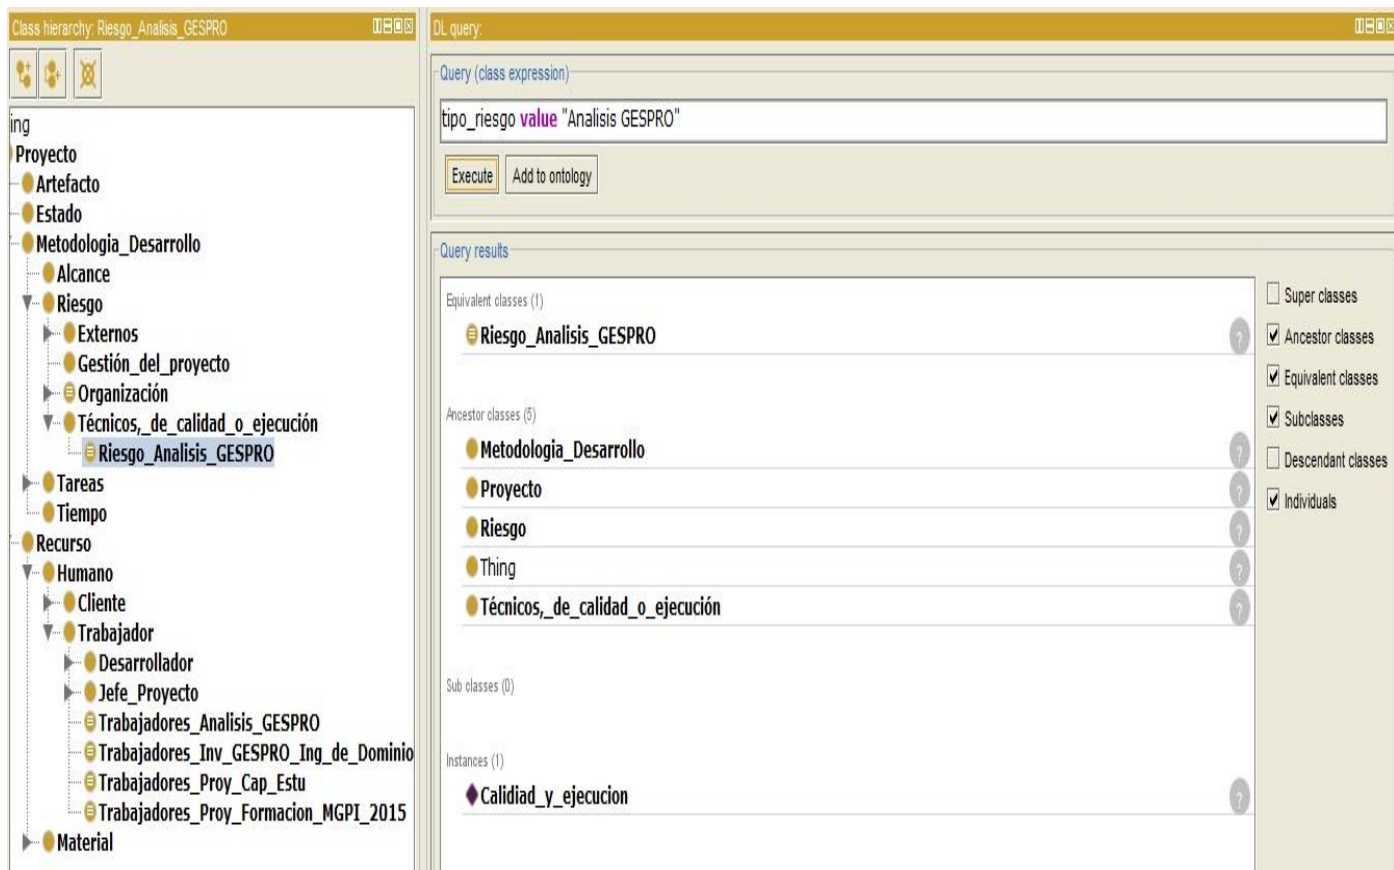 Class hierarchy: Riesgo_Analisis_GESPRO
ing
Proyecto
Artefacto
Estado
Metodologia_Desarrollo
Alcance
Riesgo
Externos
Gestión_del_proyecto
Organización
Técnicos,_de_calidad_o_ejecución
Riesgo_Analisis_GESPRO
Tareas
Tiempo
Recurso
Humano
Cliente
Trabajador
Desarrollador
Jefe_Proyecto
Trabajadores_Analisis_GESPRO
Trabajadores_Inv_GESPRO_Ing_de_Dominio
Trabajadores_Proy_Cap_Estu
Trabajadores_Proy_Formacion_MGPI_2015
Material
DL query:
Query (class expression)
tipo_riesgo value "Analisis GESPRO"
Execute Add to ontology
Query results
Equivalent classes (1)
Riesgo_Analisis_GESPRO ?
Ancestor classes (5)
Metodologia_Desarrollo ?
Proyecto ?
Riesgo ?
Thing ?
Técnicos,_de_calidad_o_ejecución ?
Sub classes (0)
Instances (1)
Calidiad_y_ejecucion ?
Super classes
Ancestor classes
Equivalent classes
Subclasses
Descendant classes
Individuals